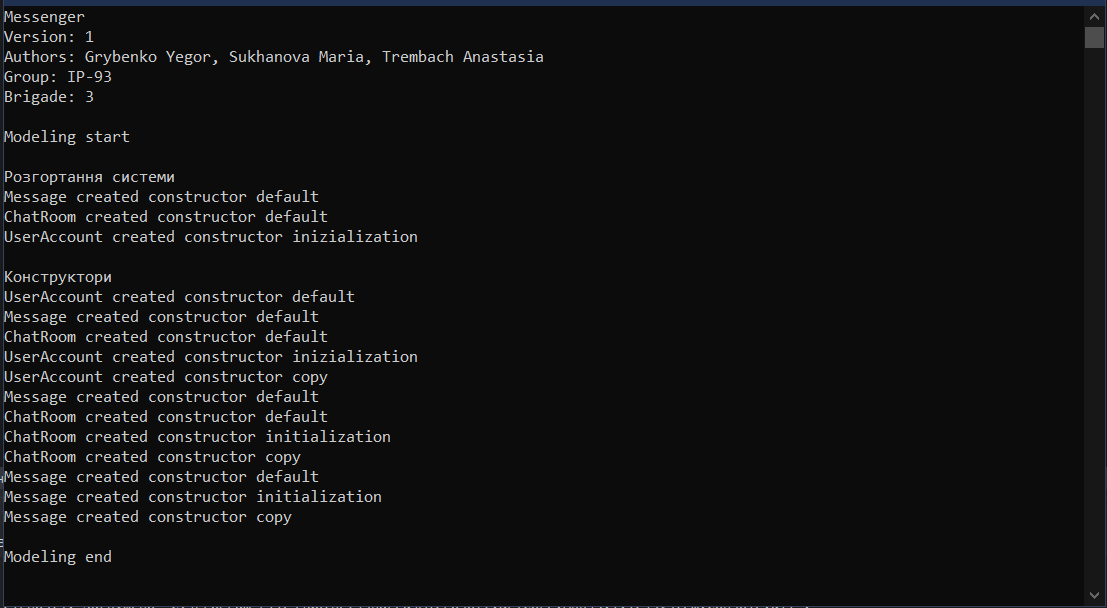 Messenger
Version: 1
Authors: Grybenko Yegor, Sukhanova Maria, Trembach Anastasia
Group: IP-93
Brigade: 3
Modeling start
Розгортання системи
Message created constructor default
ChatRoom created constructor default
UserAccount created constructor inizialization
Конструктори
UserAccount created constructor default
Message created constructor default
ChatRoom created constructor default
UserAccount created constructor inizialization
UserAccount created constructor copy
Message created constructor default
ChatRoom created constructor default
ChatRoom created constructor initialization
ChatRoom created constructor copy
Message created constructor default
Message created constructor initialization
Message created constructor copy
Modeling end